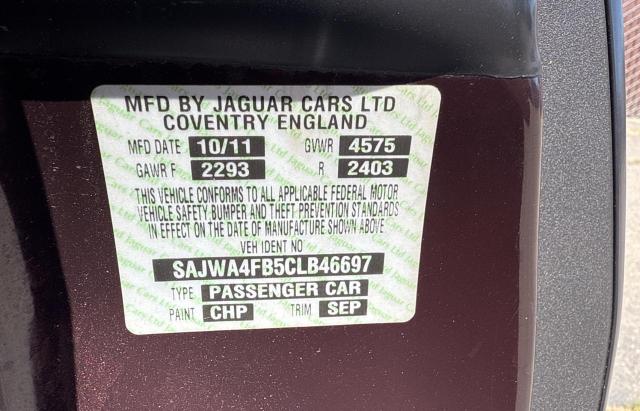 MFD BY JAGUAR CARS LTD
COVENTRY ENGLAND
MFD DATE 10/11 GVWR 4575
GAWR F 2293 R 2403
THIS VEHICLE CONFORMS TO ALL APPLICABLE FEDERAL MOTOR
VEHICLE SAFETY BUMPER AND THEFT PREVENTION STANDARDS
IN EFFECT ON THE DATE OF MANUFACTURE SHOWN ABOVE
VEH IDENT NO
SAJWA4FB5CLB46697
TYPE PASSENGER CAR
PAINT CHP TRIM SEP